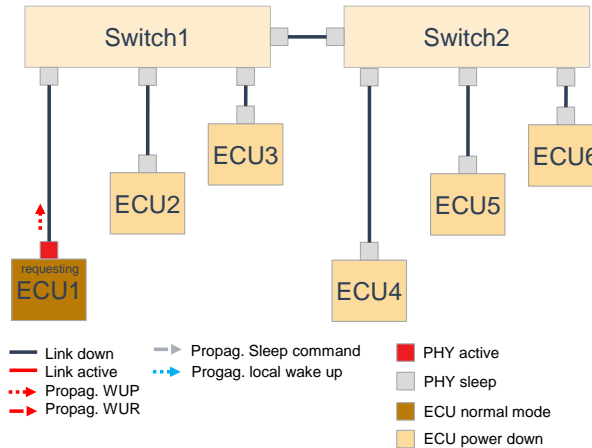 Switch1
Switch2
ECU3
ECU6
ECU2
ECU5
requesting
ECU1
ECU4
Link down
Link active
Propag. WUP
Propag. WUR
Propag. Sleep command
Progag. local wake up
PHY active
PHY sleep
ECU normal mode
ECU power down